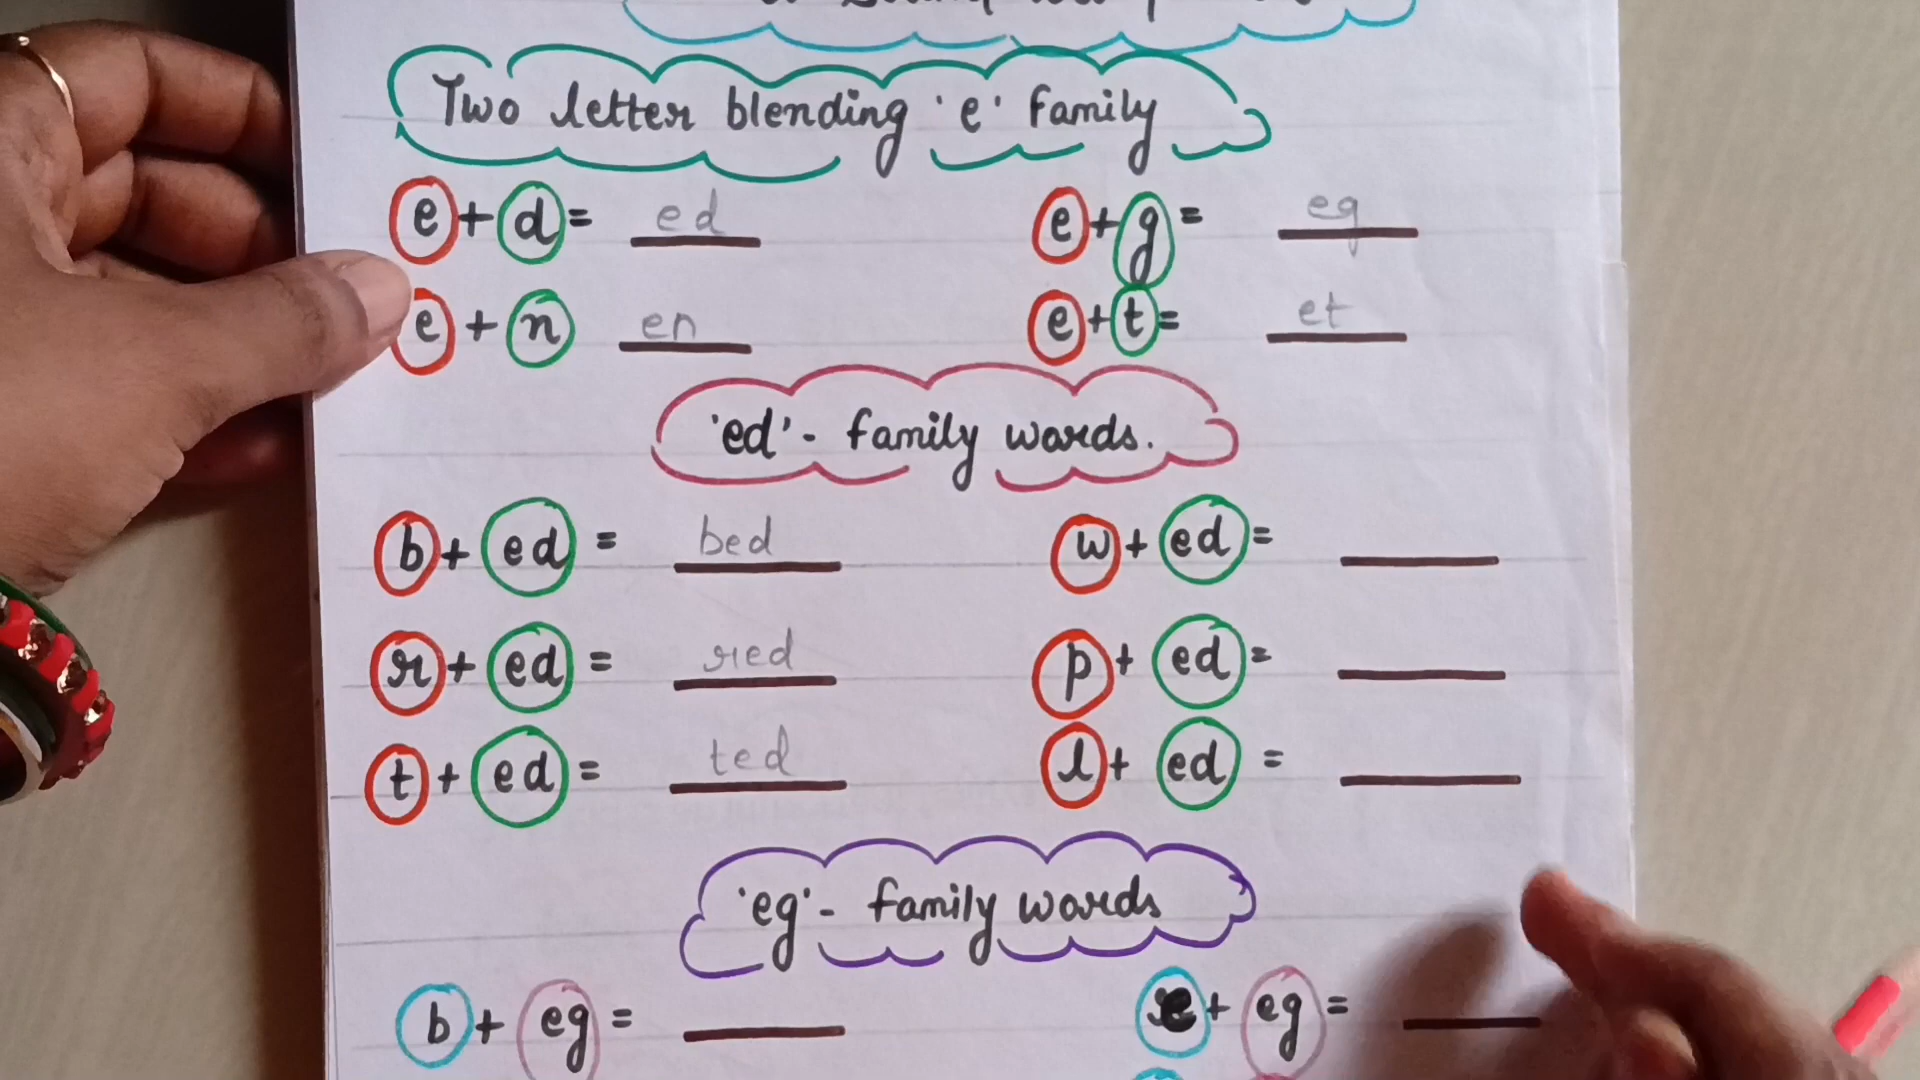 Two letter blending 'e' family
e + d = ed
e + g = eg
e + n en
e + t = et
'ed' - family words.
b + ed = bed
w + ed =
r + ed = red
p + ed =
t + ed = ted
l + ed =
'eg' - family words
b + eg =
+ eg =